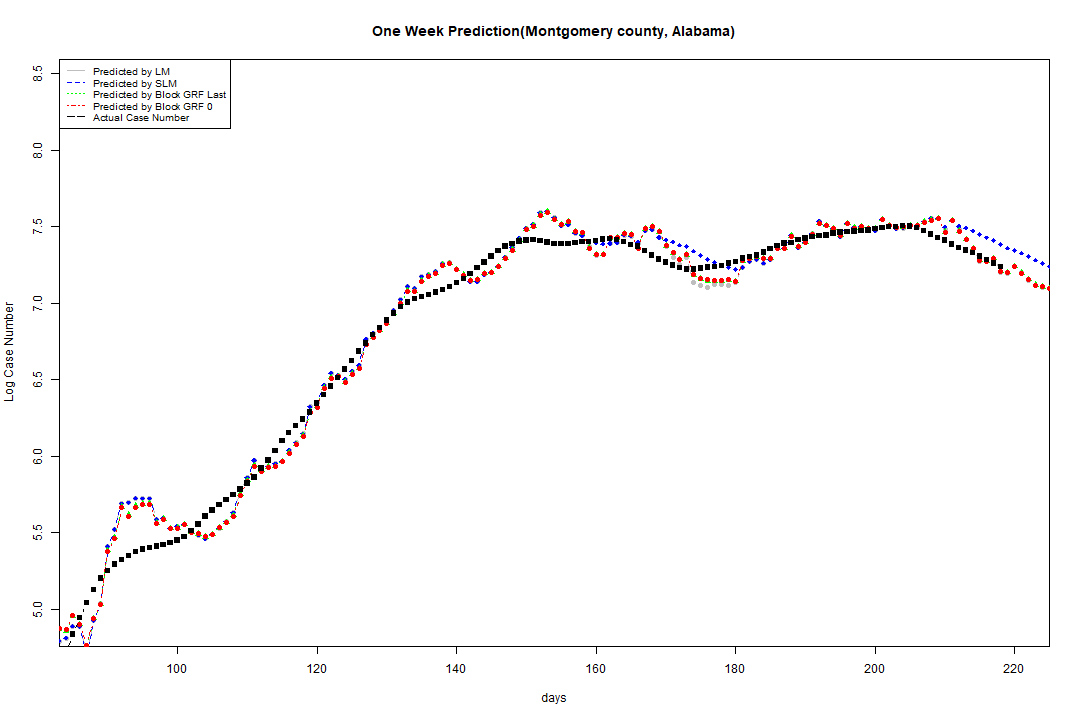 One Week Prediction(Montgomery county, Alabama)
Predicted by LM
Predicted by SLM
Predicted by Block GRF Last
Predicted by Block GRF 0
Actual Case Number
8.5
8.0
7.5
7.0
6.5
6.0
5.5
5.0
Log Case Number
100 120 140 160 180 200 220
days